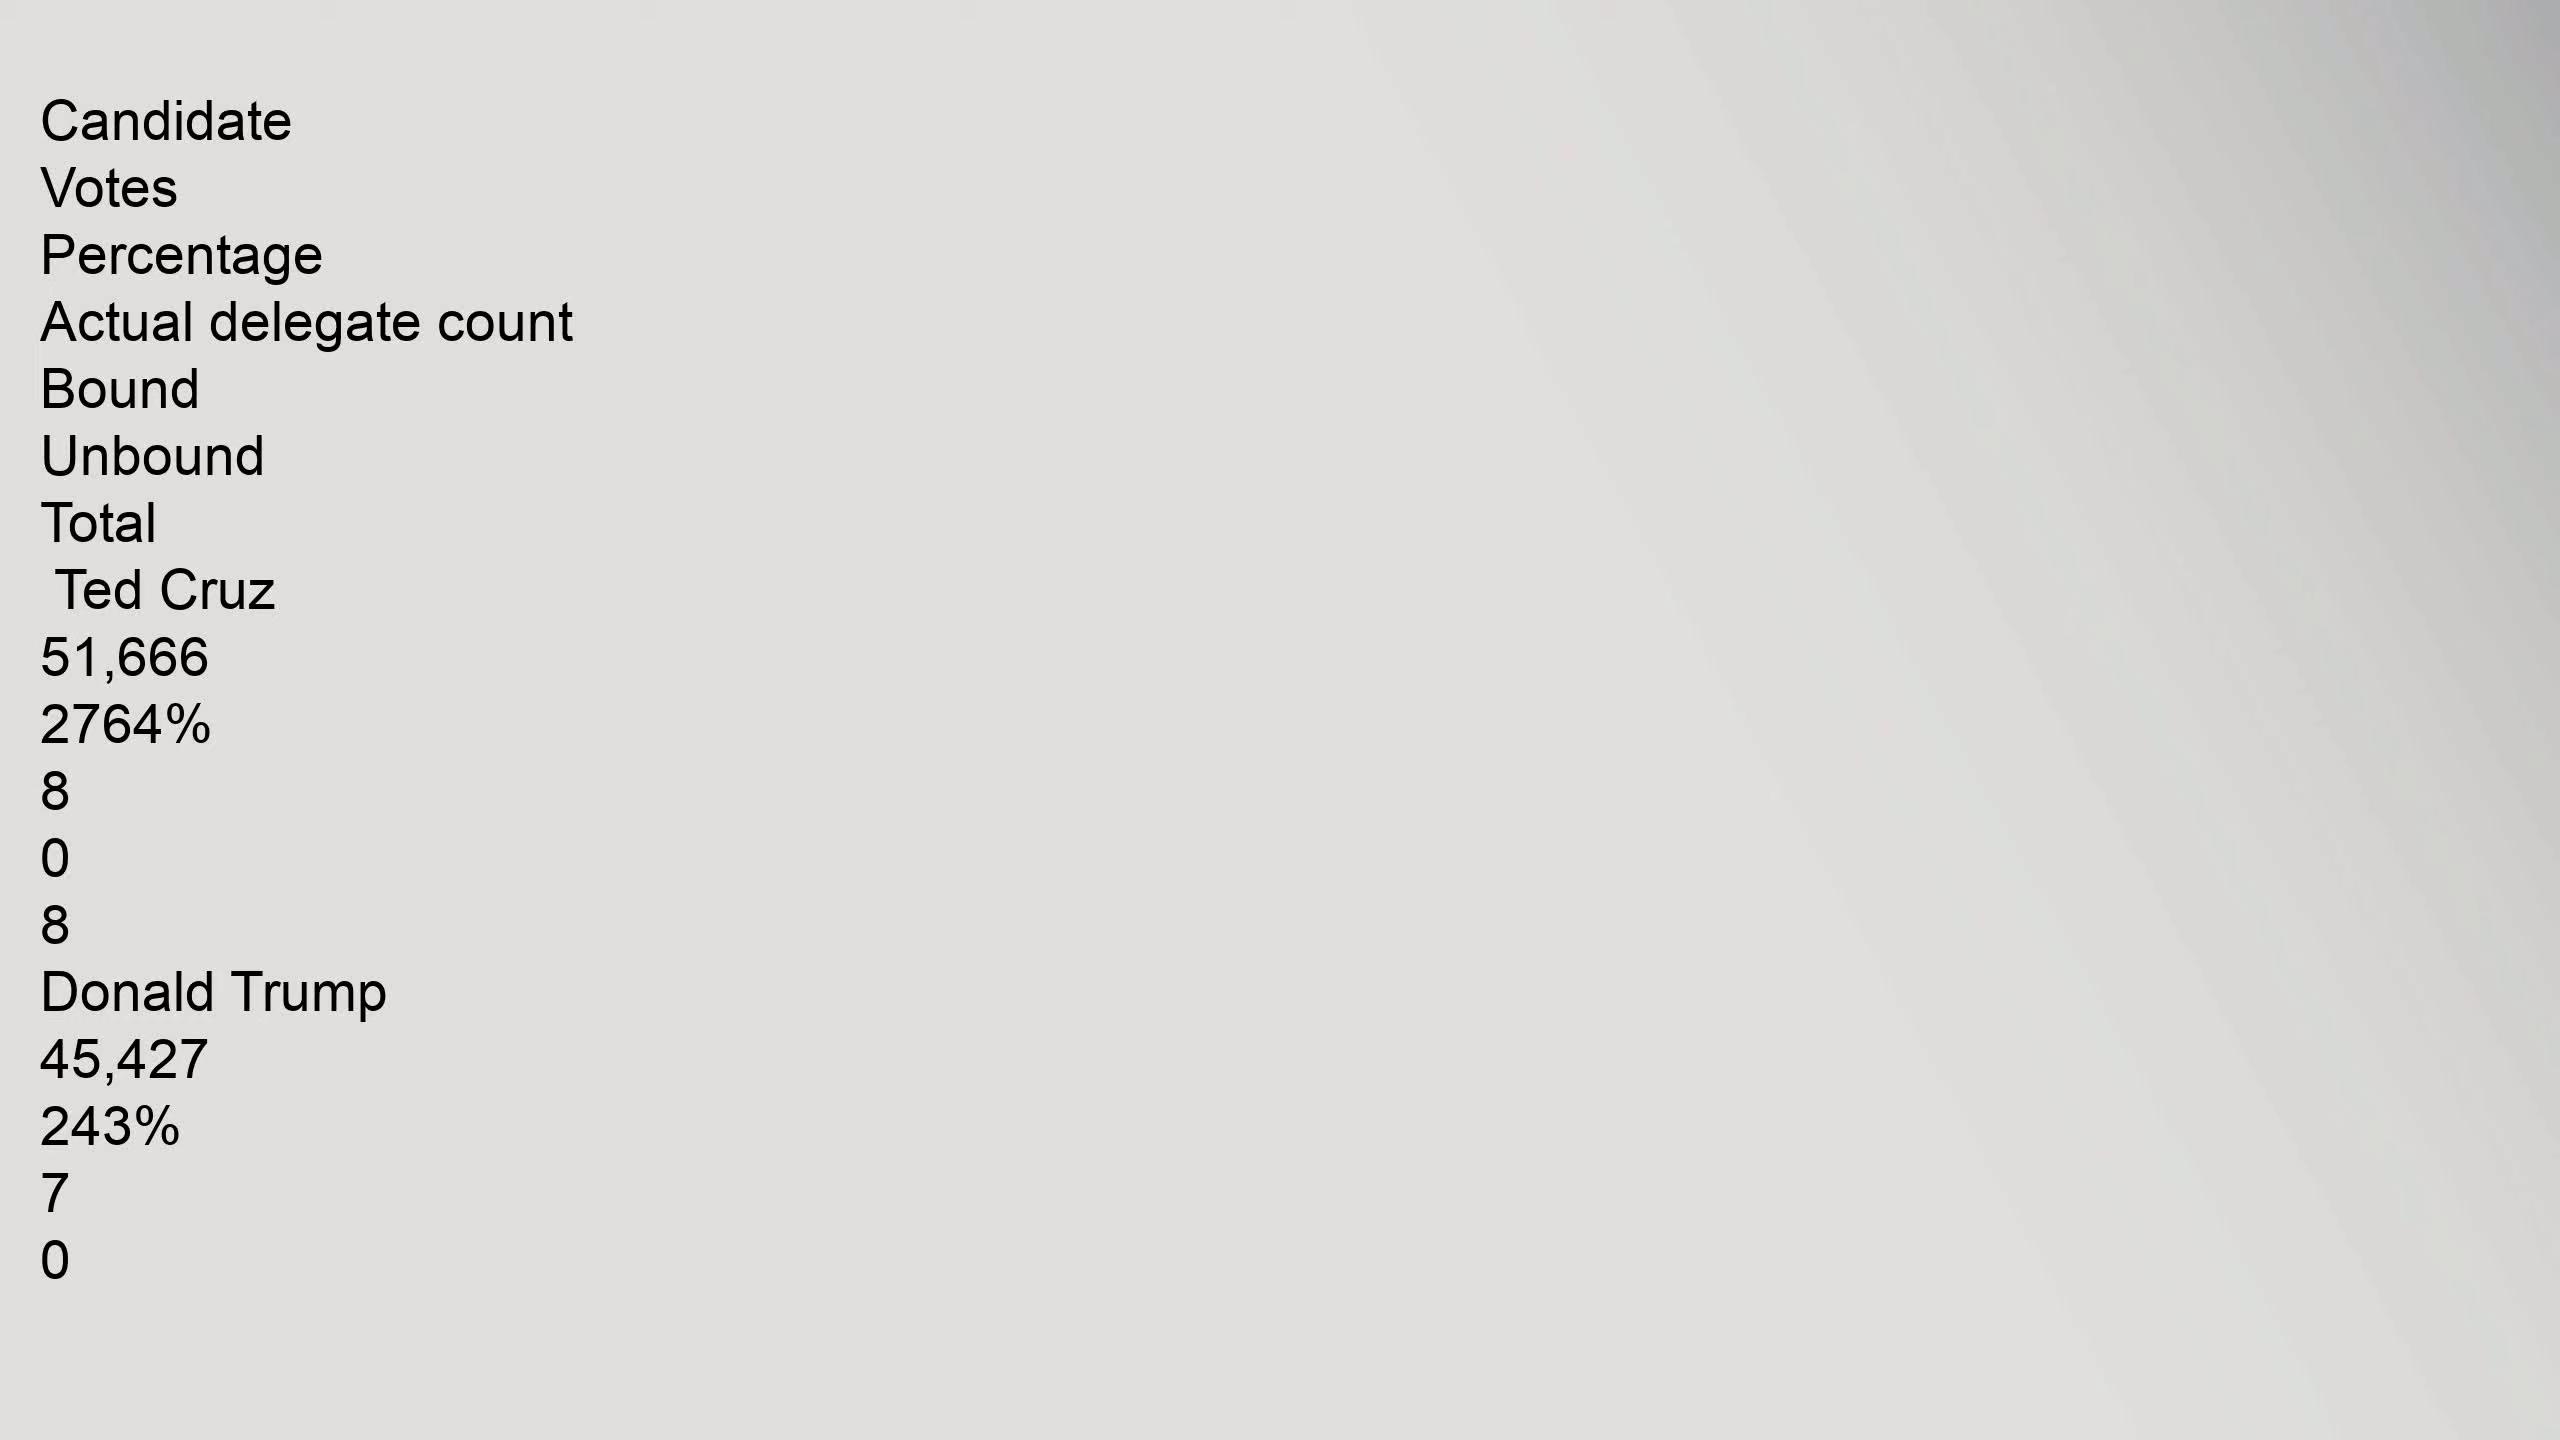 Candidate
Votes
Percentage
Actual delegate count
Bound
Unbound
Total
Ted Cruz
51,666
2764%
8
0
8
Donald Trump
45,427
243%
7
0